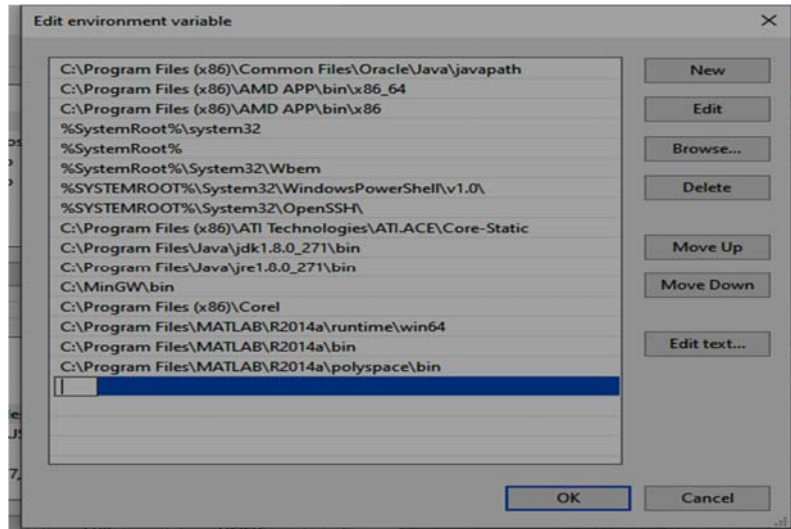 Edit environment variable
C:\Program Files (x86)\Common Files\Oracle\Java\javapath
C:\Program Files (x86)\AMD APP\bin\x86_64
C:\Program Files (x86)\AMD APP\bin\x86
%SystemRoot%\system32
%SystemRoot%
%SystemRoot%\System32\Wbem
%SYSTEMROOT%\System32\WindowsPowerShell\v1.0\
%SYSTEMROOT%\System32\OpenSSH\
C:\Program Files (x86)\ATI Technologies\ATI.ACE\Core-Static
C:\Program Files\Java\jdk1.8.0_271\bin
C:\Program Files\Java\jre1.8.0_271\bin
C:\MinGW\bin
C:\Program Files (x86)\Corel
C:\Program Files\MATLAB\R2014a\runtime\win64
C:\Program Files\MATLAB\R2014a\bin
C:\Program Files\MATLAB\R2014a\polyspace\bin
New
Edit
Browse...
Delete
Move Up
Move Down
Edit text...
OK
Cancel